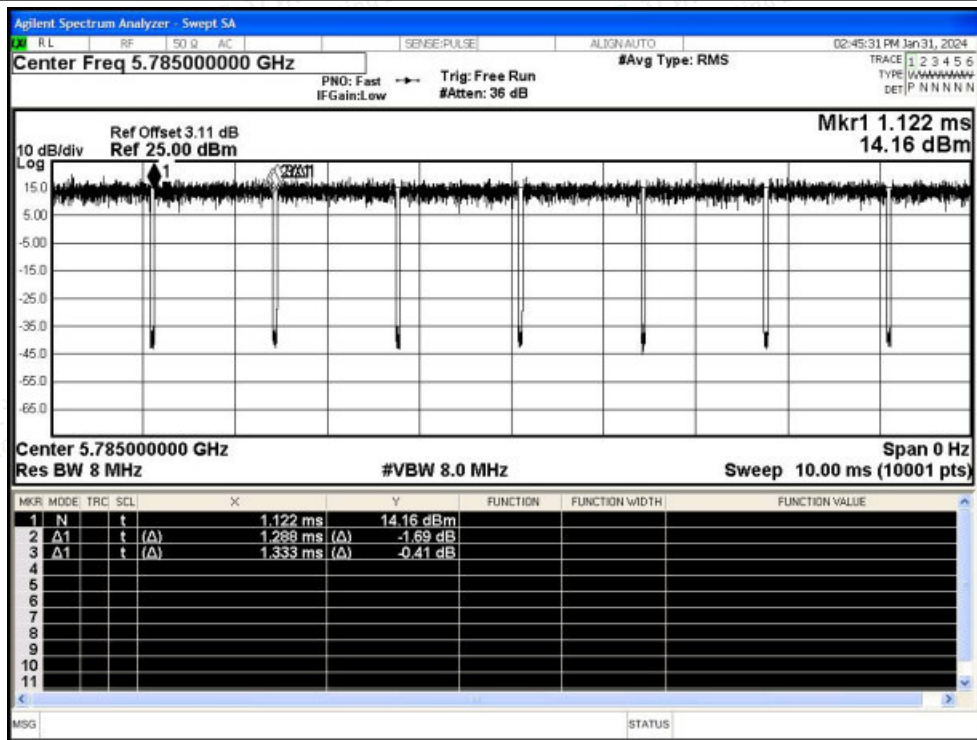 Agilent Spectrum Analyzer - Swept SA
LXI RL RF 50 Ω AC SENSE:PULSE ALIGNAUTO 02:45:31 PM Jan 31, 2024
Center Freq 5.785000000 GHz #Avg Type: RMS TRACE 1 2 3 4 5 6
PNO: Fast Trig: Free Run TYPE
IFGain:Low #Atten: 36 dB DET P N N N N N
Mkr1 1.122 ms
Ref Offset 3.11 dB
10 dB/div Ref 25.00 dBm 14.16 dBm
Log
1
15.0
5.00
-5.00
-15.0
-25.0
-35.0
-45.0
-55.0
-65.0
Center 5.785000000 GHz Span 0 Hz
Res BW 8 MHz #VBW 8.0 MHz Sweep 10.00 ms (10001 pts)
MKR MODE TRC SCL X Y FUNCTION FUNCTION WIDTH FUNCTION VALUE
1 N t 1.122 ms 14.16 dBm
2 Δ1 t (Δ) 1.288 ms (Δ) -1.69 dB
3 Δ1 t (Δ) 1.333 ms (Δ) -0.41 dB
4
5
6
7
8
9
10
11
MSG STATUS